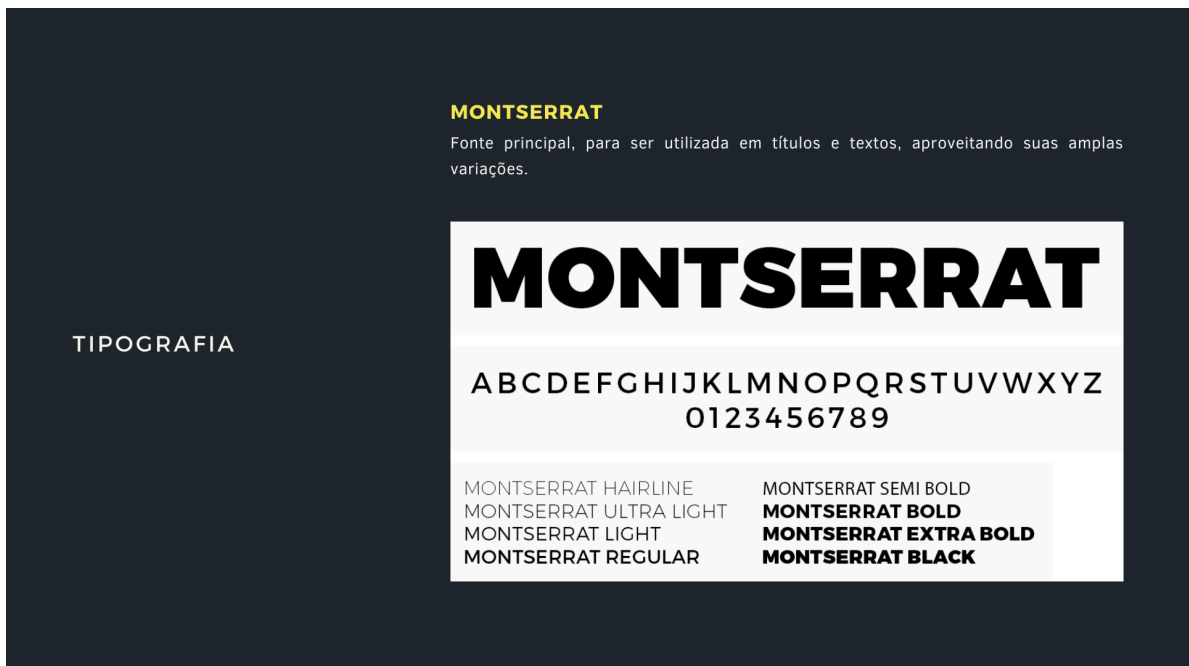 TIPOGRAFIA
MONTSERRAT
Fonte principal, para ser utilizada em títulos e textos, aproveitando suas amplas
variações.
MONTSERRAT
ABCDEFGHIJKLMNOPQRSTUVWXYZ
0123456789
MONTSERRAT HAIRLINE
MONTSERRAT ULTRA LIGHT
MONTSERRAT LIGHT
MONTSERRAT REGULAR
MONTSERRAT SEMI BOLD
MONTSERRAT BOLD
MONTSERRAT EXTRA BOLD
MONTSERRAT BLACK